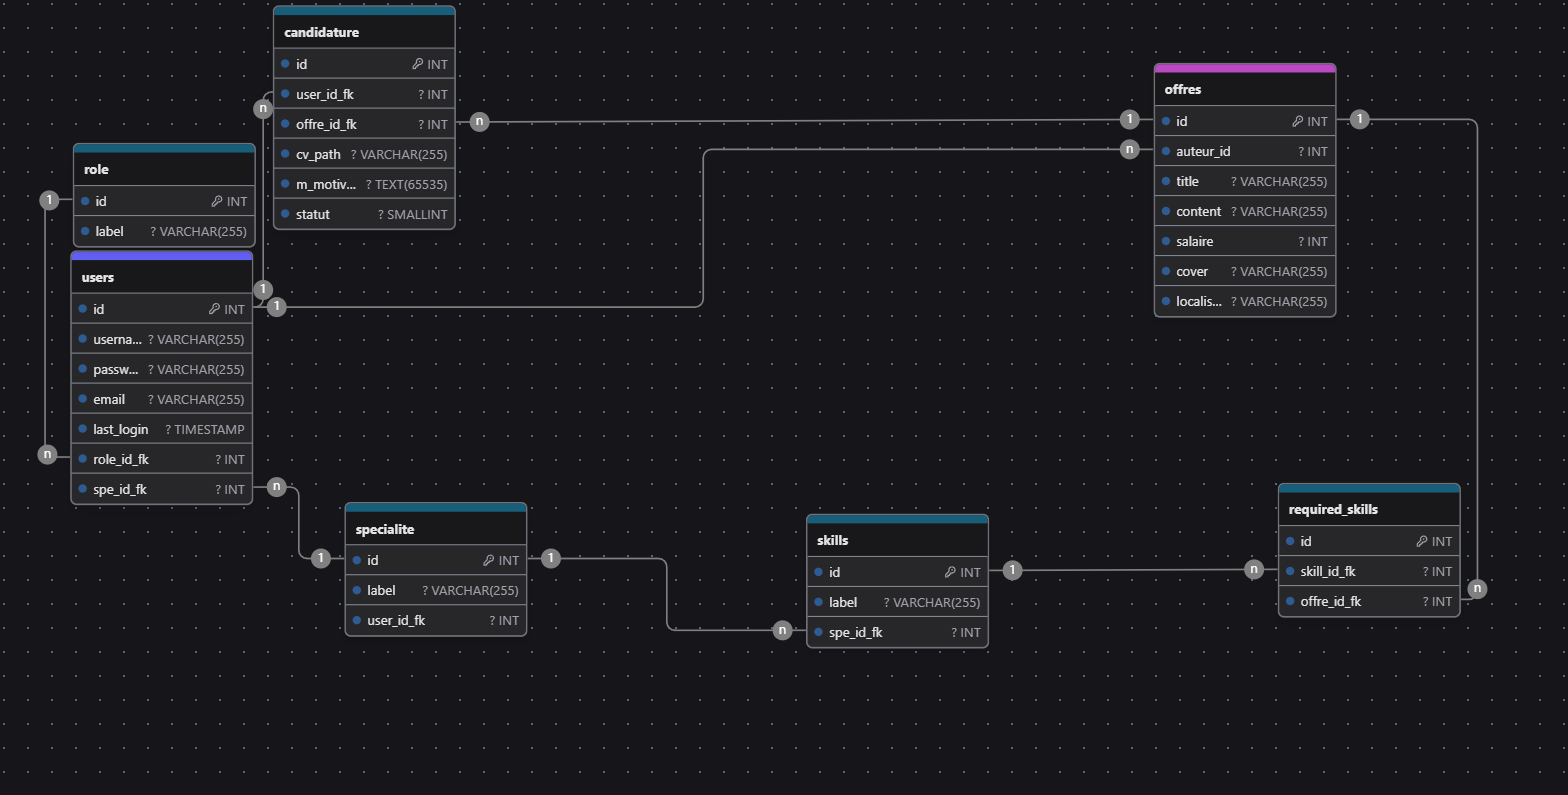 candidature
id INT
user_id_fk ? INT
offre_id_fk ? INT
cv_path ? VARCHAR(255)
m_motiv... ? TEXT(65535)
statut ? SMALLINT
n
n
role
id INT
label ? VARCHAR(255)
1
users
id INT
userna... ? VARCHAR(255)
passw... ? VARCHAR(255)
email ? VARCHAR(255)
last_login ? TIMESTAMP
role_id_fk ? INT
spe_id_fk ? INT
1
1
n
n
offres
id INT
auteur_id ? INT
title ? VARCHAR(255)
content ? VARCHAR(255)
salaire ? INT
cover ? VARCHAR(255)
localis... ? VARCHAR(255)
1
n
1
specialite
id INT
label ? VARCHAR(255)
user_id_fk ? INT
1
1
skills
id INT
label ? VARCHAR(255)
spe_id_fk ? INT
n
1
required_skills
id INT
skill_id_fk ? INT
offre_id_fk ? INT
n
n